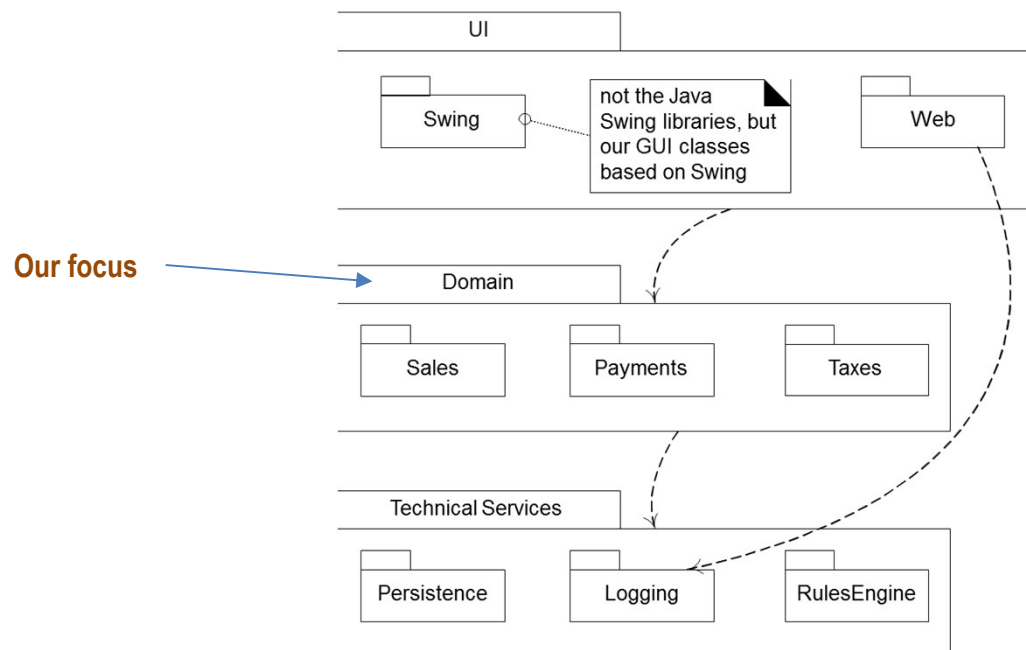 UI
Swing
not the Java
Swing libraries, but
our GUI classes
based on Swing
Web
Our focus
Domain
Sales
Payments
Taxes
Technical Services
Persistence
Logging
RulesEngine